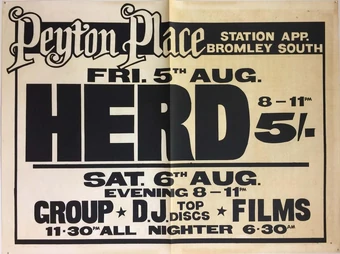 Peyton Place
STATION APP.
BROMLEY SOUTH
FRI. 5TH AUG.
HERD
8-11PM
5/-
SAT. 6TH AUG.
EVENING 8-11PM
GROUP ★ D.J. TOP DISCS ★ FILMS
11·30PM ALL NIGHTER 6·30AM